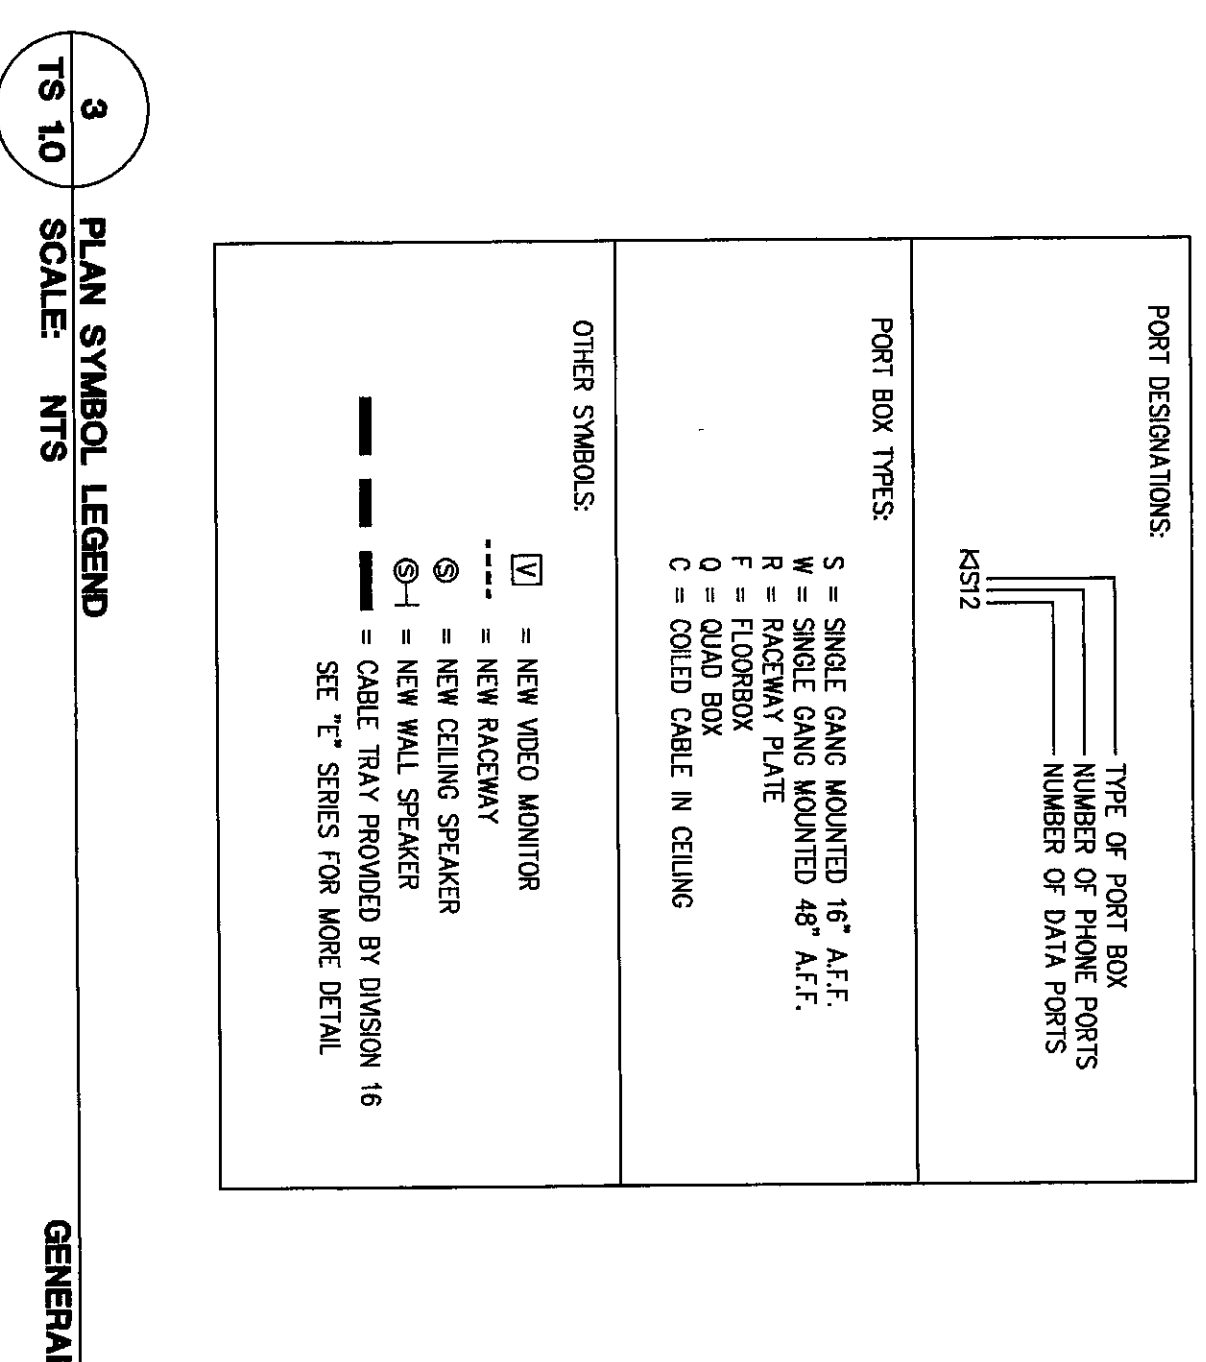 PORT DESIGNATIONS:
S12
TYPE OF PORT BOX
NUMBER OF PHONE PORTS
NUMBER OF DATA PORTS
PORT BOX TYPES:
S = SINGLE GANG MOUNTED 16" A.F.F.
W = SINGLE GANG MOUNTED 48" A.F.F.
R = RACEWAY PLATE
F = FLOORBOX
Q = QUAD BOX
C = COILED CABLE IN CEILING
OTHER SYMBOLS:
V = NEW VIDEO MONITOR
= NEW RACEWAY
S = NEW CEILING SPEAKER
S = NEW WALL SPEAKER
= CABLE TRAY PROVIDED BY DIVISION 16
SEE "E" SERIES FOR MORE DETAIL
3 PLAN SYMBOL LEGEND
TS 1.0 SCALE: NTS
GENERAL